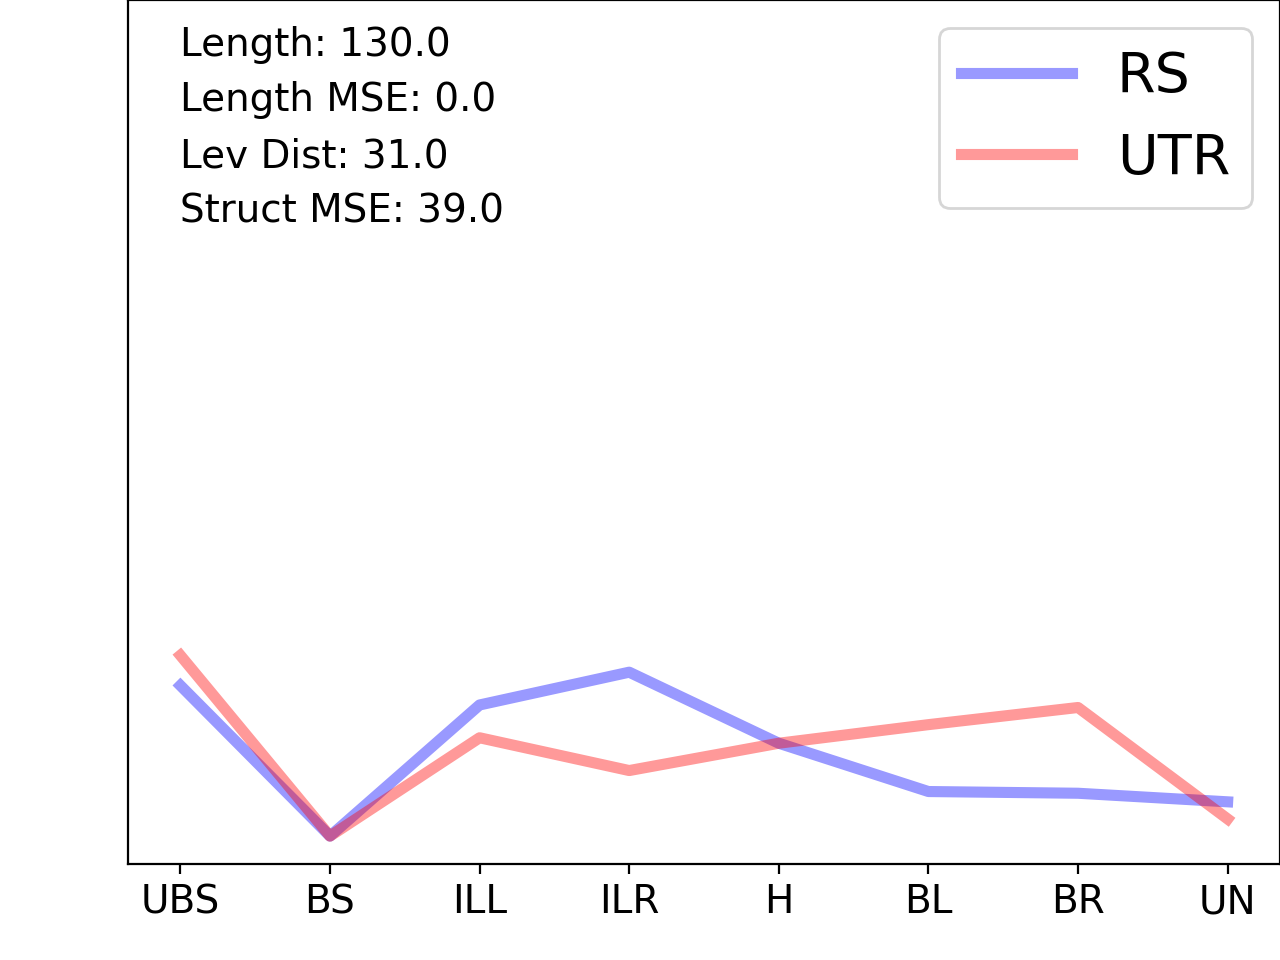 Length: 130.0
Length MSE: 0.0
Lev Dist: 31.0
Struct MSE: 39.0
RS
UTR
UBS BS ILL ILR H BL BR UN